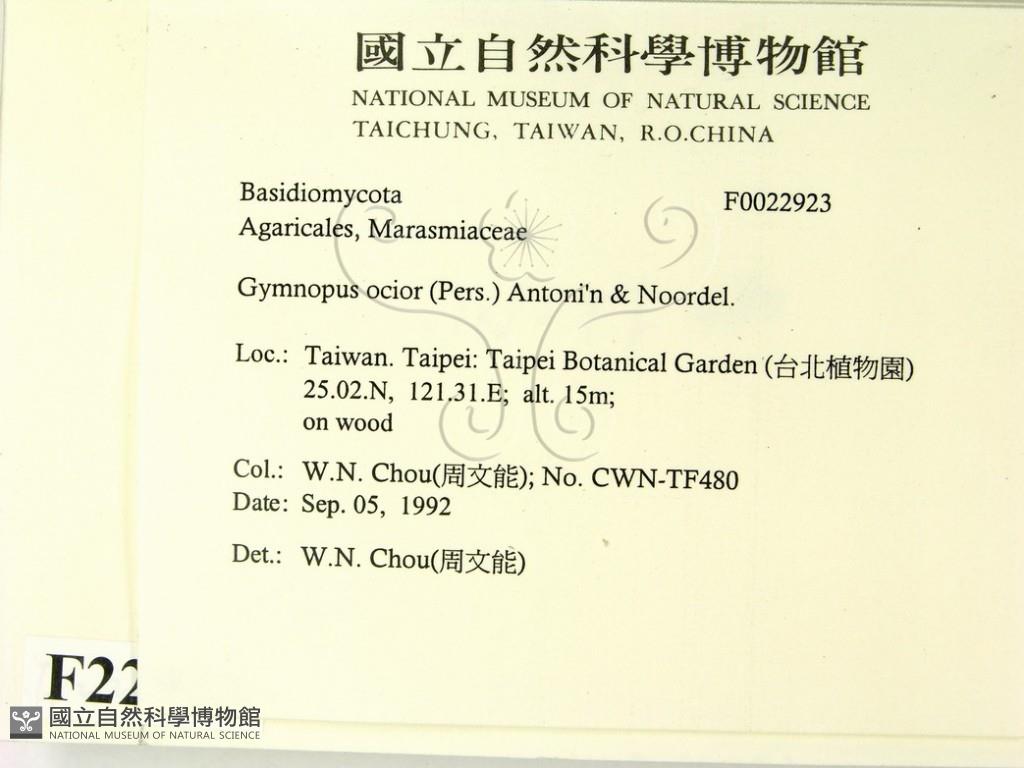 國立自然科學博物館
NATIONAL MUSEUM OF NATURAL SCIENCE
TAICHUNG, TAIWAN, R.O.CHINA
Basidiomycota F0022923
Agaricales, Marasmiaceae
Gymnopus ocior (Pers.) Antoni'n & Noordel.
Loc.: Taiwan. Taipei: Taipei Botanical Garden (台北植物園)
25.02.N, 121.31.E; alt. 15m;
on wood
Col.: W.N. Chou(周文能); No. CWN-TF480
Date: Sep. 05, 1992
Det.: W.N. Chou(周文能)
F22
國立自然科學博物館
NATIONAL MUSEUM OF NATURAL SCIENCE